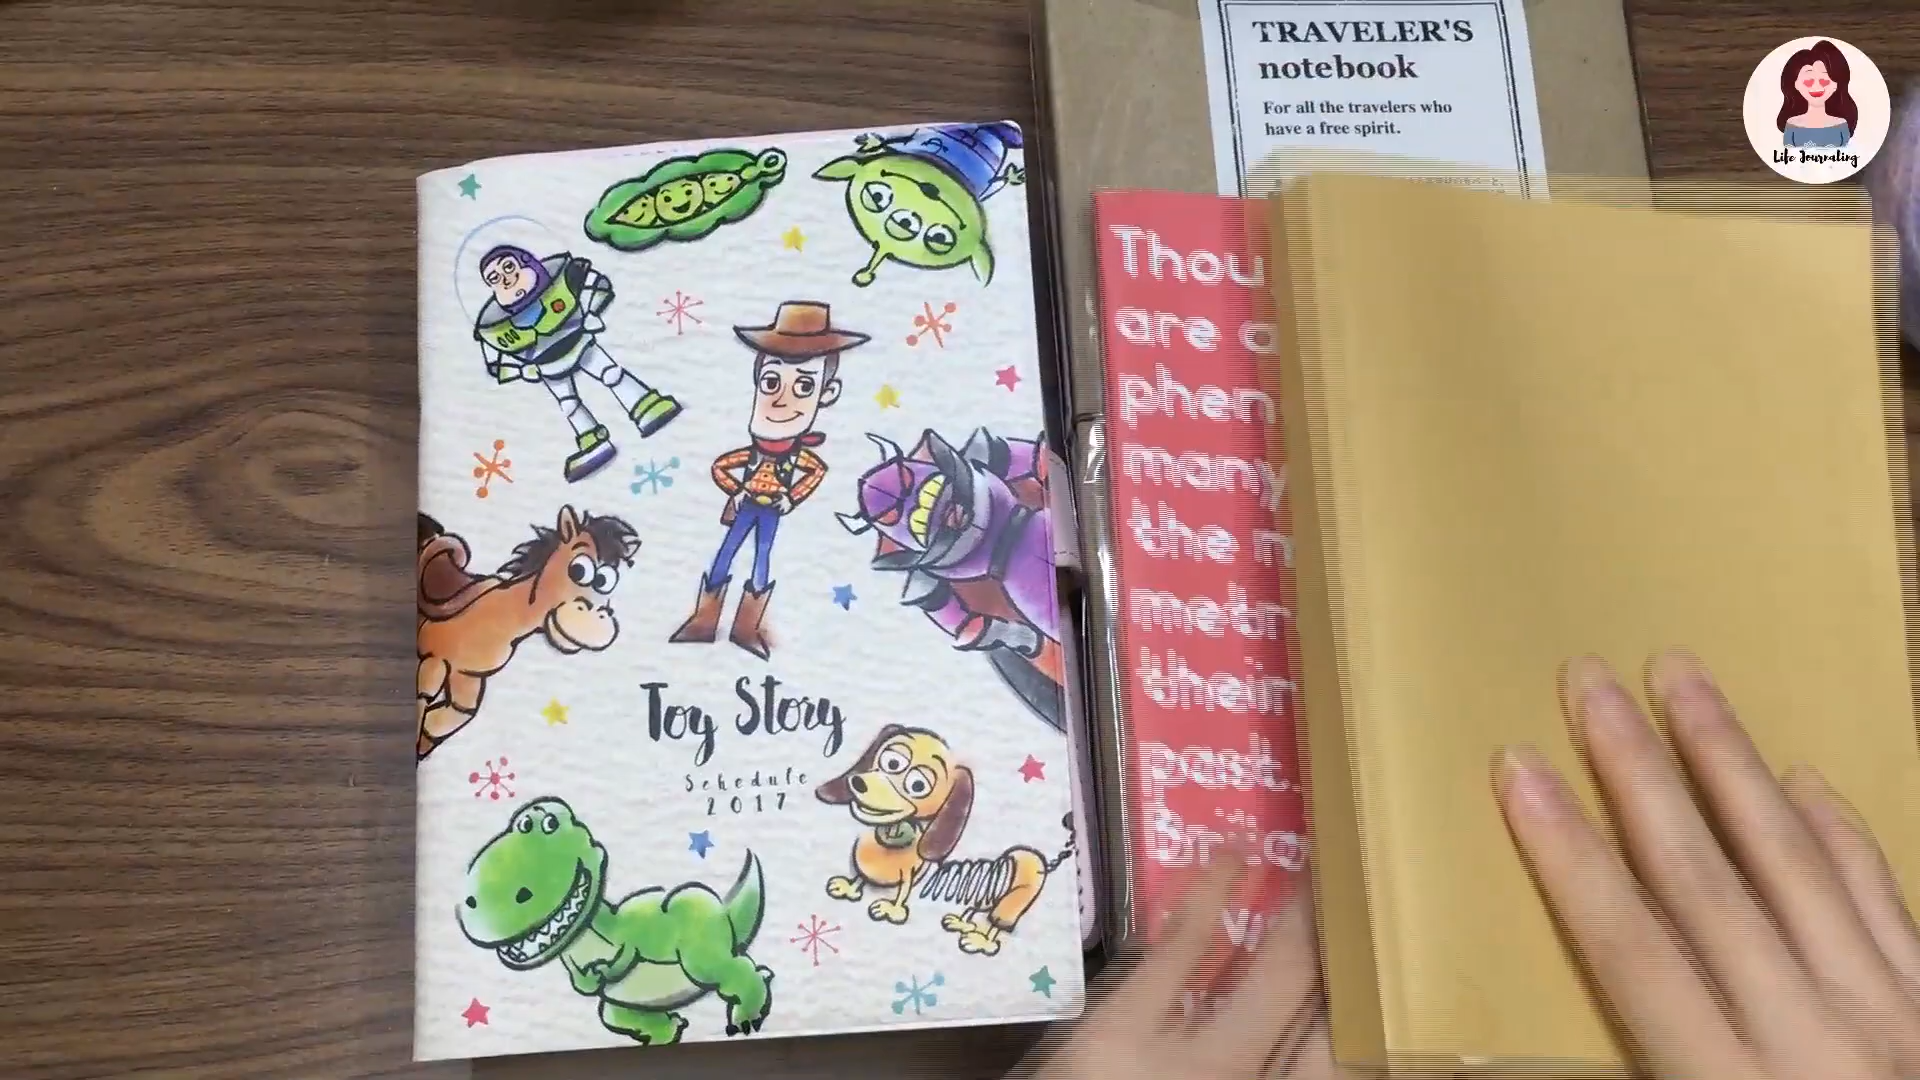 TRAVELER'S
notebook
For all the travelers who
have a free spirit.
Life Journaling
Thou
are a
phen
many
the m
metr
their
past.
Toy Story
Schedule
2017